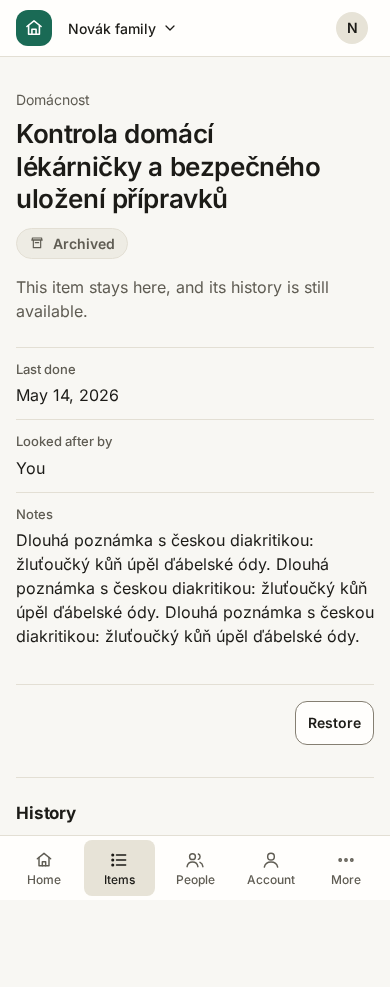 Novák family
N
Domácnost
Kontrola domácí
lékárničky a bezpečného
uložení přípravků
Archived
This item stays here, and its history is still
available.
Last done
May 14, 2026
Looked after by
You
Notes
Dlouhá poznámka s českou diakritikou:
žluťoučký kůň úpěl ďábelské ódy. Dlouhá
poznámka s českou diakritikou: žluťoučký kůň
úpěl ďábelské ódy. Dlouhá poznámka s českou
diakritikou: žluťoučký kůň úpěl ďábelské ódy.
Restore
History
Home
Items
People
Account
More